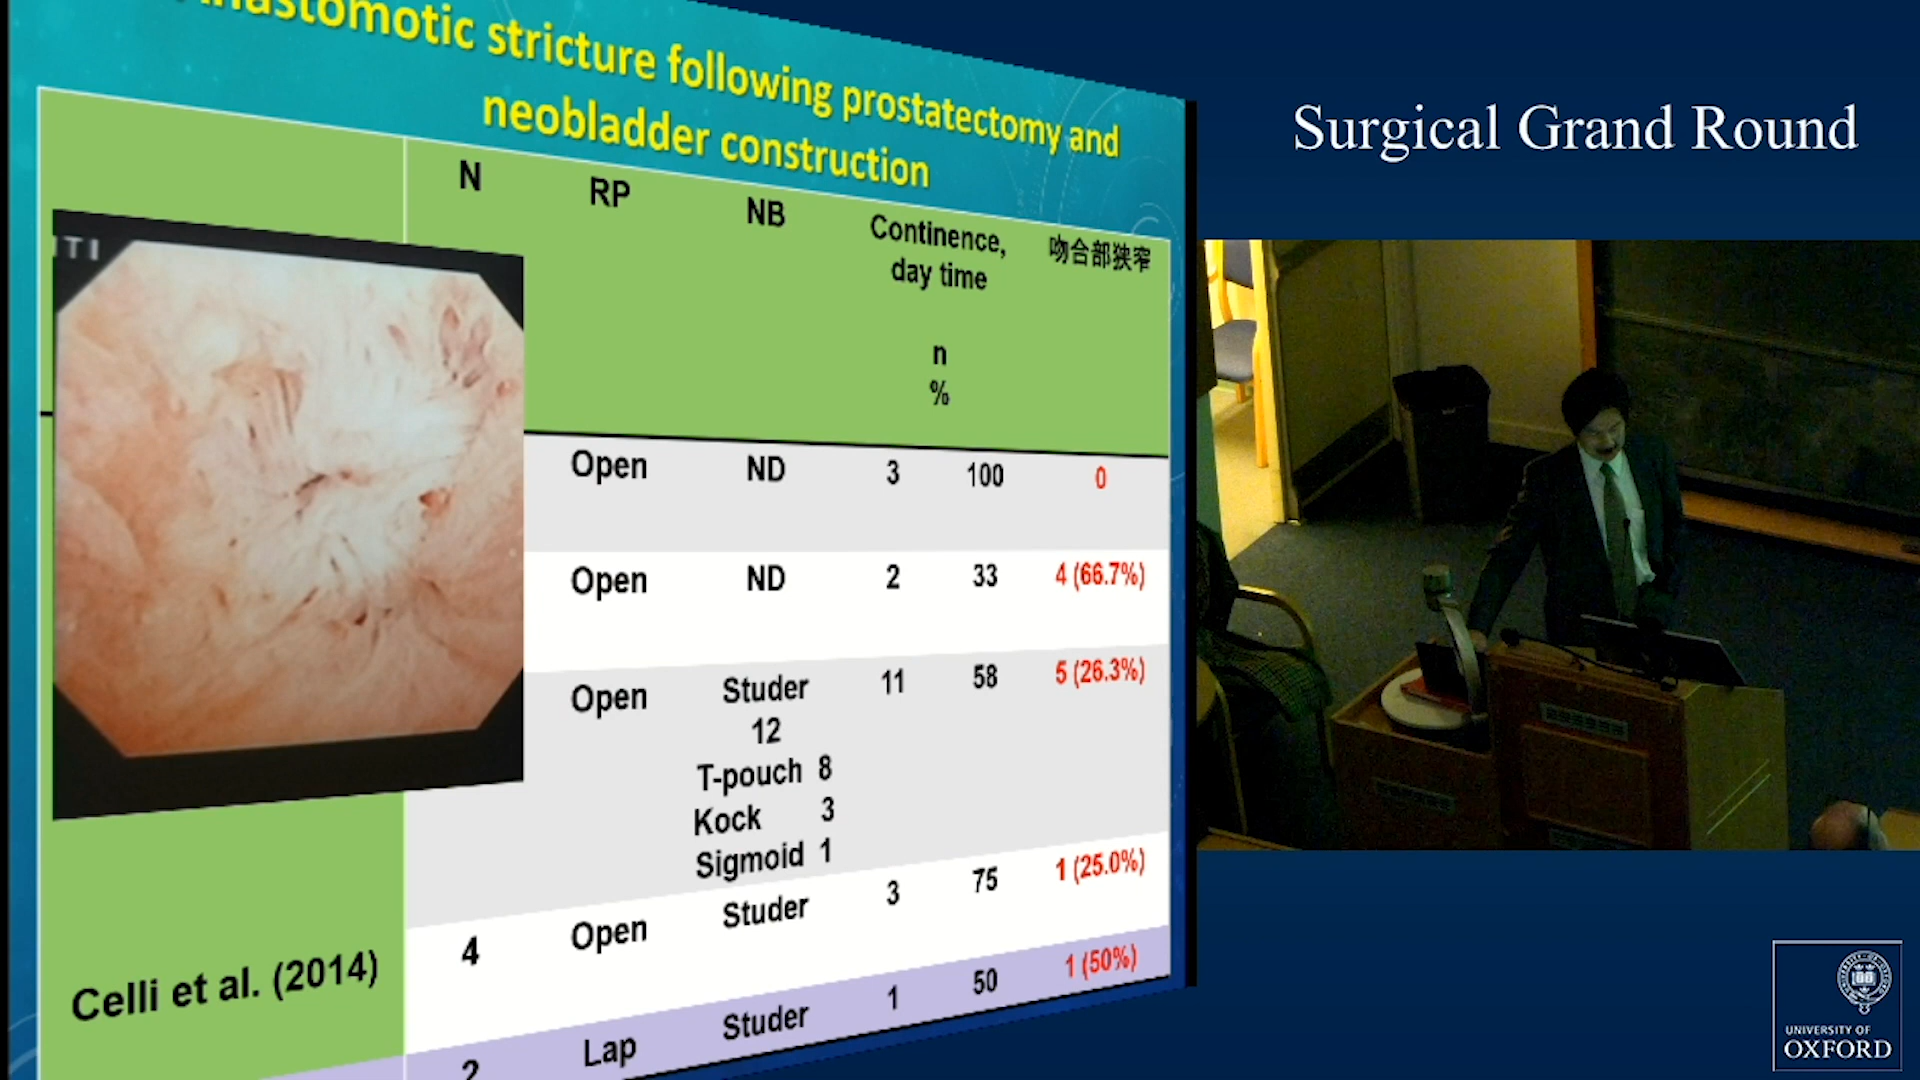 Anastomotic stricture following prostatectomy and
neobladder construction
N RP NB Continence, day time n % 吻合部狭窄
ITI
Open ND 3 100 0
Open ND 2 33 4 (66.7%)
Open Studer 12 11 58 5 (26.3%)
T-pouch 8
Kock 3
Sigmoid 1
Celli et al. (2014) 4 Open Studer 3 75 1 (25.0%)
2 Lap Studer 1 50 1 (50%)
Surgical Grand Round
UNIVERSITY OF
OXFORD